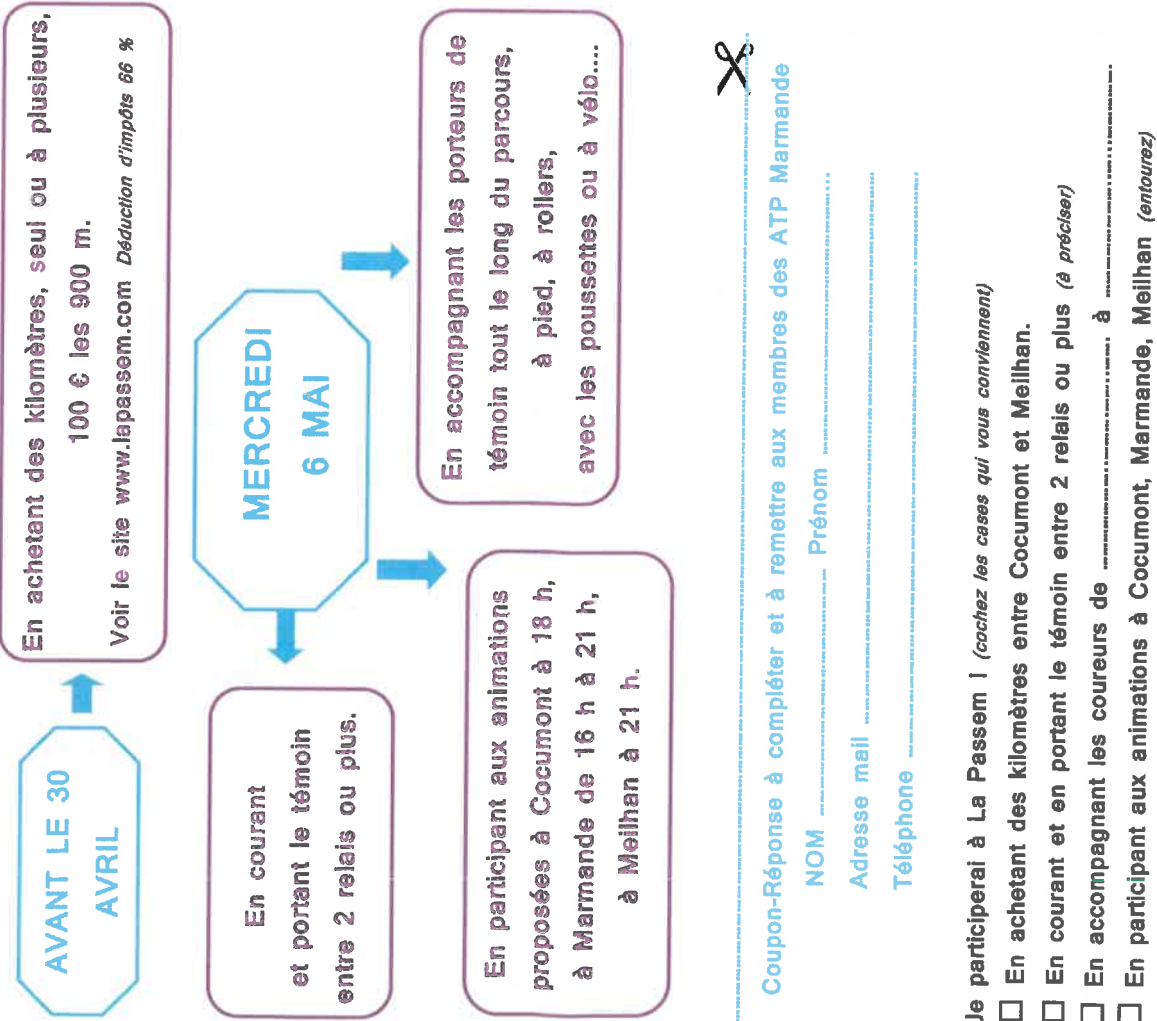 AVANT LE 30
AVRIL
En achetant des kilomètres, seul ou à plusieurs,
100 € les 900 m.
Voir le site www.lapassem.com Déduction d'impôts 66 %
MERCREDI
6 MAI
En courant
et portant le témoin
entre 2 relais ou plus.
En participant aux animations
proposées à Cocumont à 18 h,
à Marmande de 16 h à 21 h,
à Meilhan à 21 h.
En accompagnant les porteurs de
témoin tout le long du parcours,
à pied, à rollers,
avec les poussettes ou à vélo....
Coupon-Réponse à compléter et à remettre aux membres des ATP Marmande
NOM Prénom
Adresse mail
Téléphone
Je participerai à La Passem ! (cochez les cases qui vous conviennent)
En achetant des kilomètres entre Cocumont et Meilhan.
En courant et en portant le témoin entre 2 relais ou plus (à préciser)
En accompagnant les coureurs de à
En participant aux animations à Cocumont, Marmande, Meilhan (entourez)